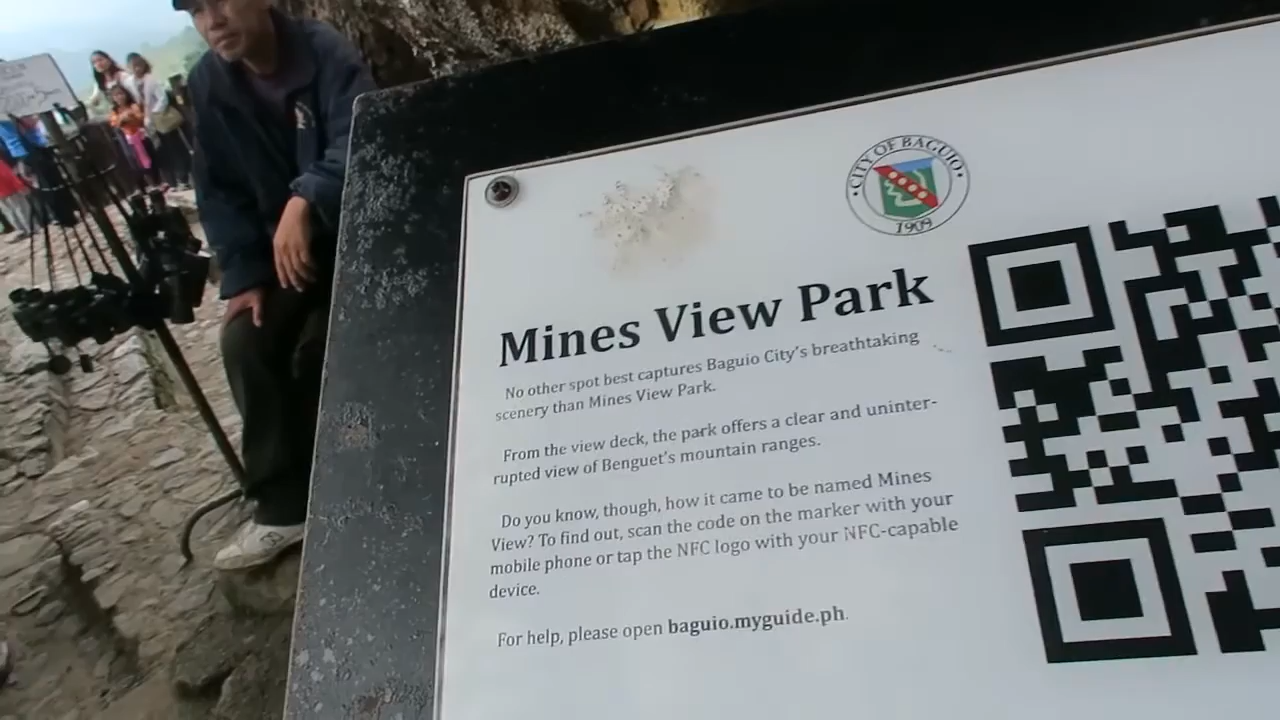 CITY OF BAGUIO
1909
Mines View Park
No other spot best captures Baguio City's breathtaking
scenery than Mines View Park.
From the view deck, the park offers a clear and uninter-
rupted view of Benguet's mountain ranges.
Do you know, though, how it came to be named Mines
View? To find out, scan the code on the marker with your
mobile phone or tap the NFC logo with your NFC-capable
device.
For help, please open baguio.myguide.ph.